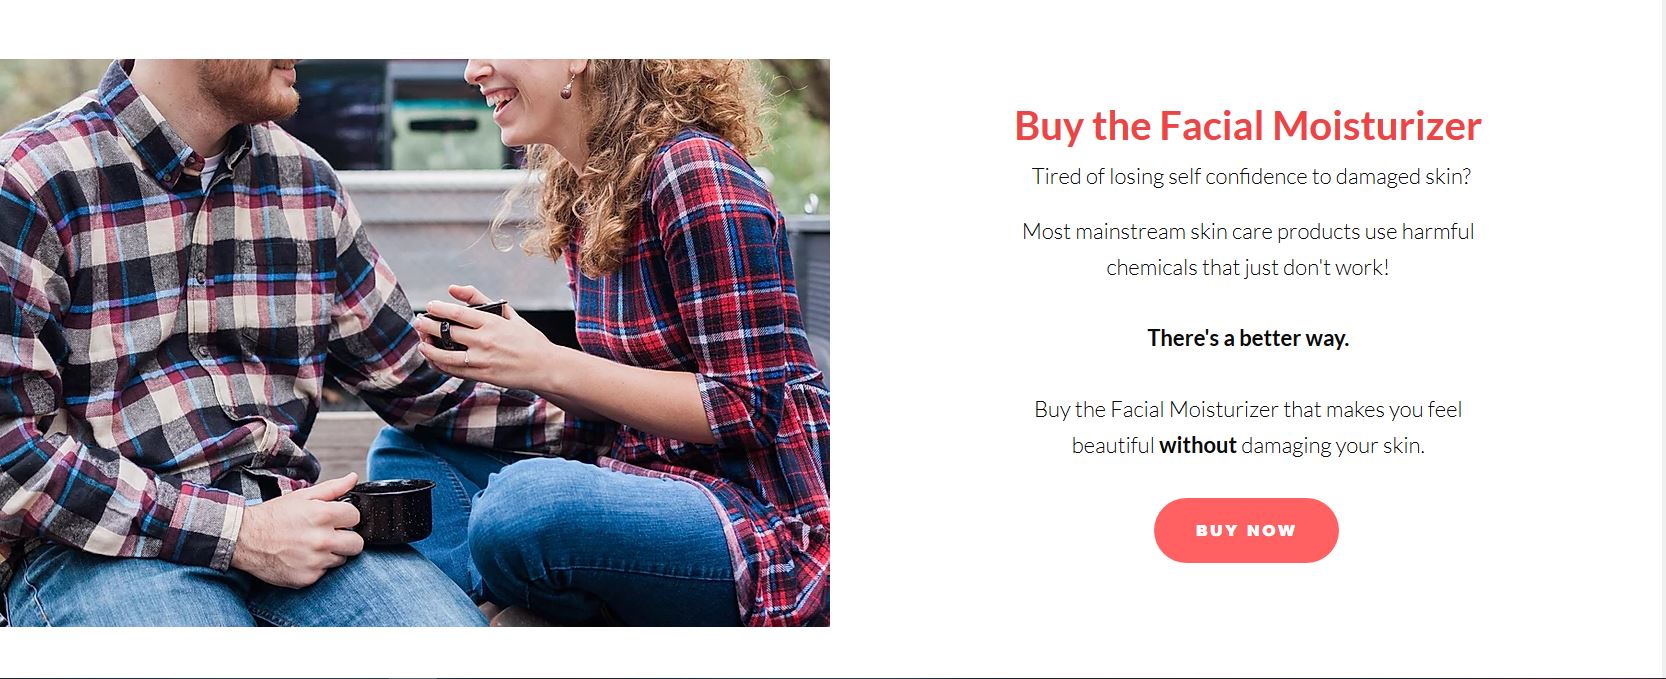 Buy the Facial Moisturizer
Tired of losing self confidence to damaged skin?
Most mainstream skin care products use harmful
chemicals that just don't work!
There's a better way.
Buy the Facial Moisturizer that makes you feel
beautiful without damaging your skin.
BUY NOW